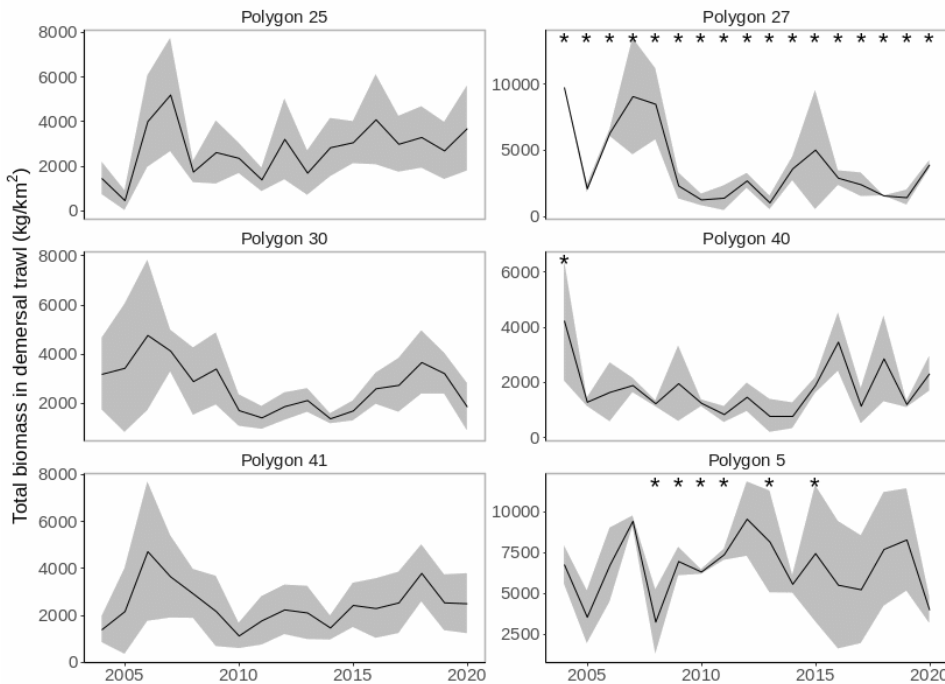 Polygon 25
Polygon 27
8000
6000
4000
2000
0
* * * * * * * * * * * * * * * * *
10000
5000
0
Total biomass in demersal trawl (kg/km²)
Polygon 30
Polygon 40
8000
6000
4000
2000
*
6000
4000
2000
0
Polygon 41
Polygon 5
8000
6000
4000
2000
0
* * * * * *
10000
7500
5000
2500
2005 2010 2015 2020
2005 2010 2015 2020